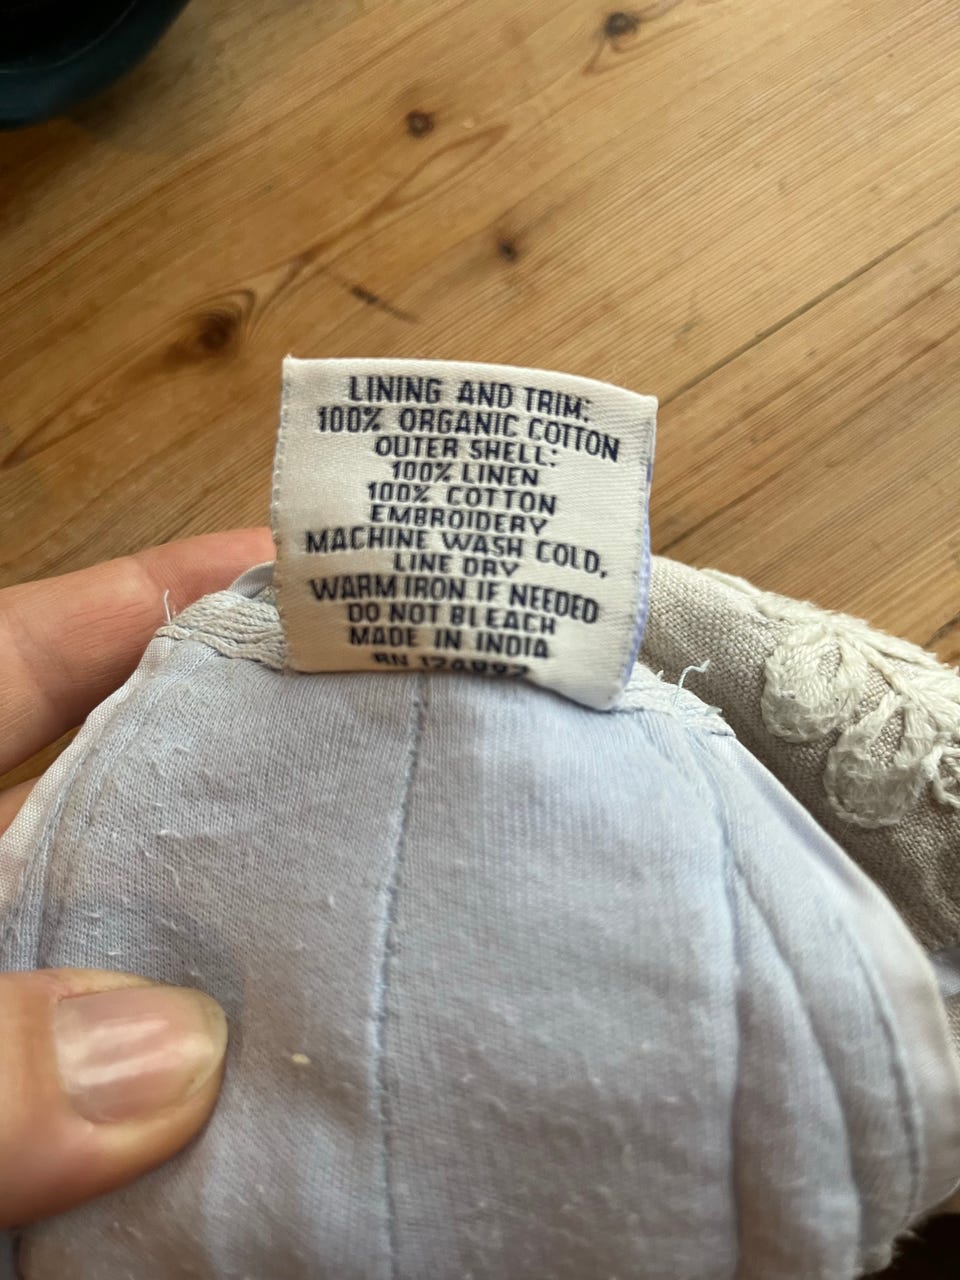 LINING AND TRIM:
100% ORGANIC COTTON
OUTER SHELL:
100% LINEN
100% COTTON
EMBROIDERY
MACHINE WASH COLD,
LINE DRY
WARM IRON IF NEEDED
DO NOT BLEACH
MADE IN INDIA
RN